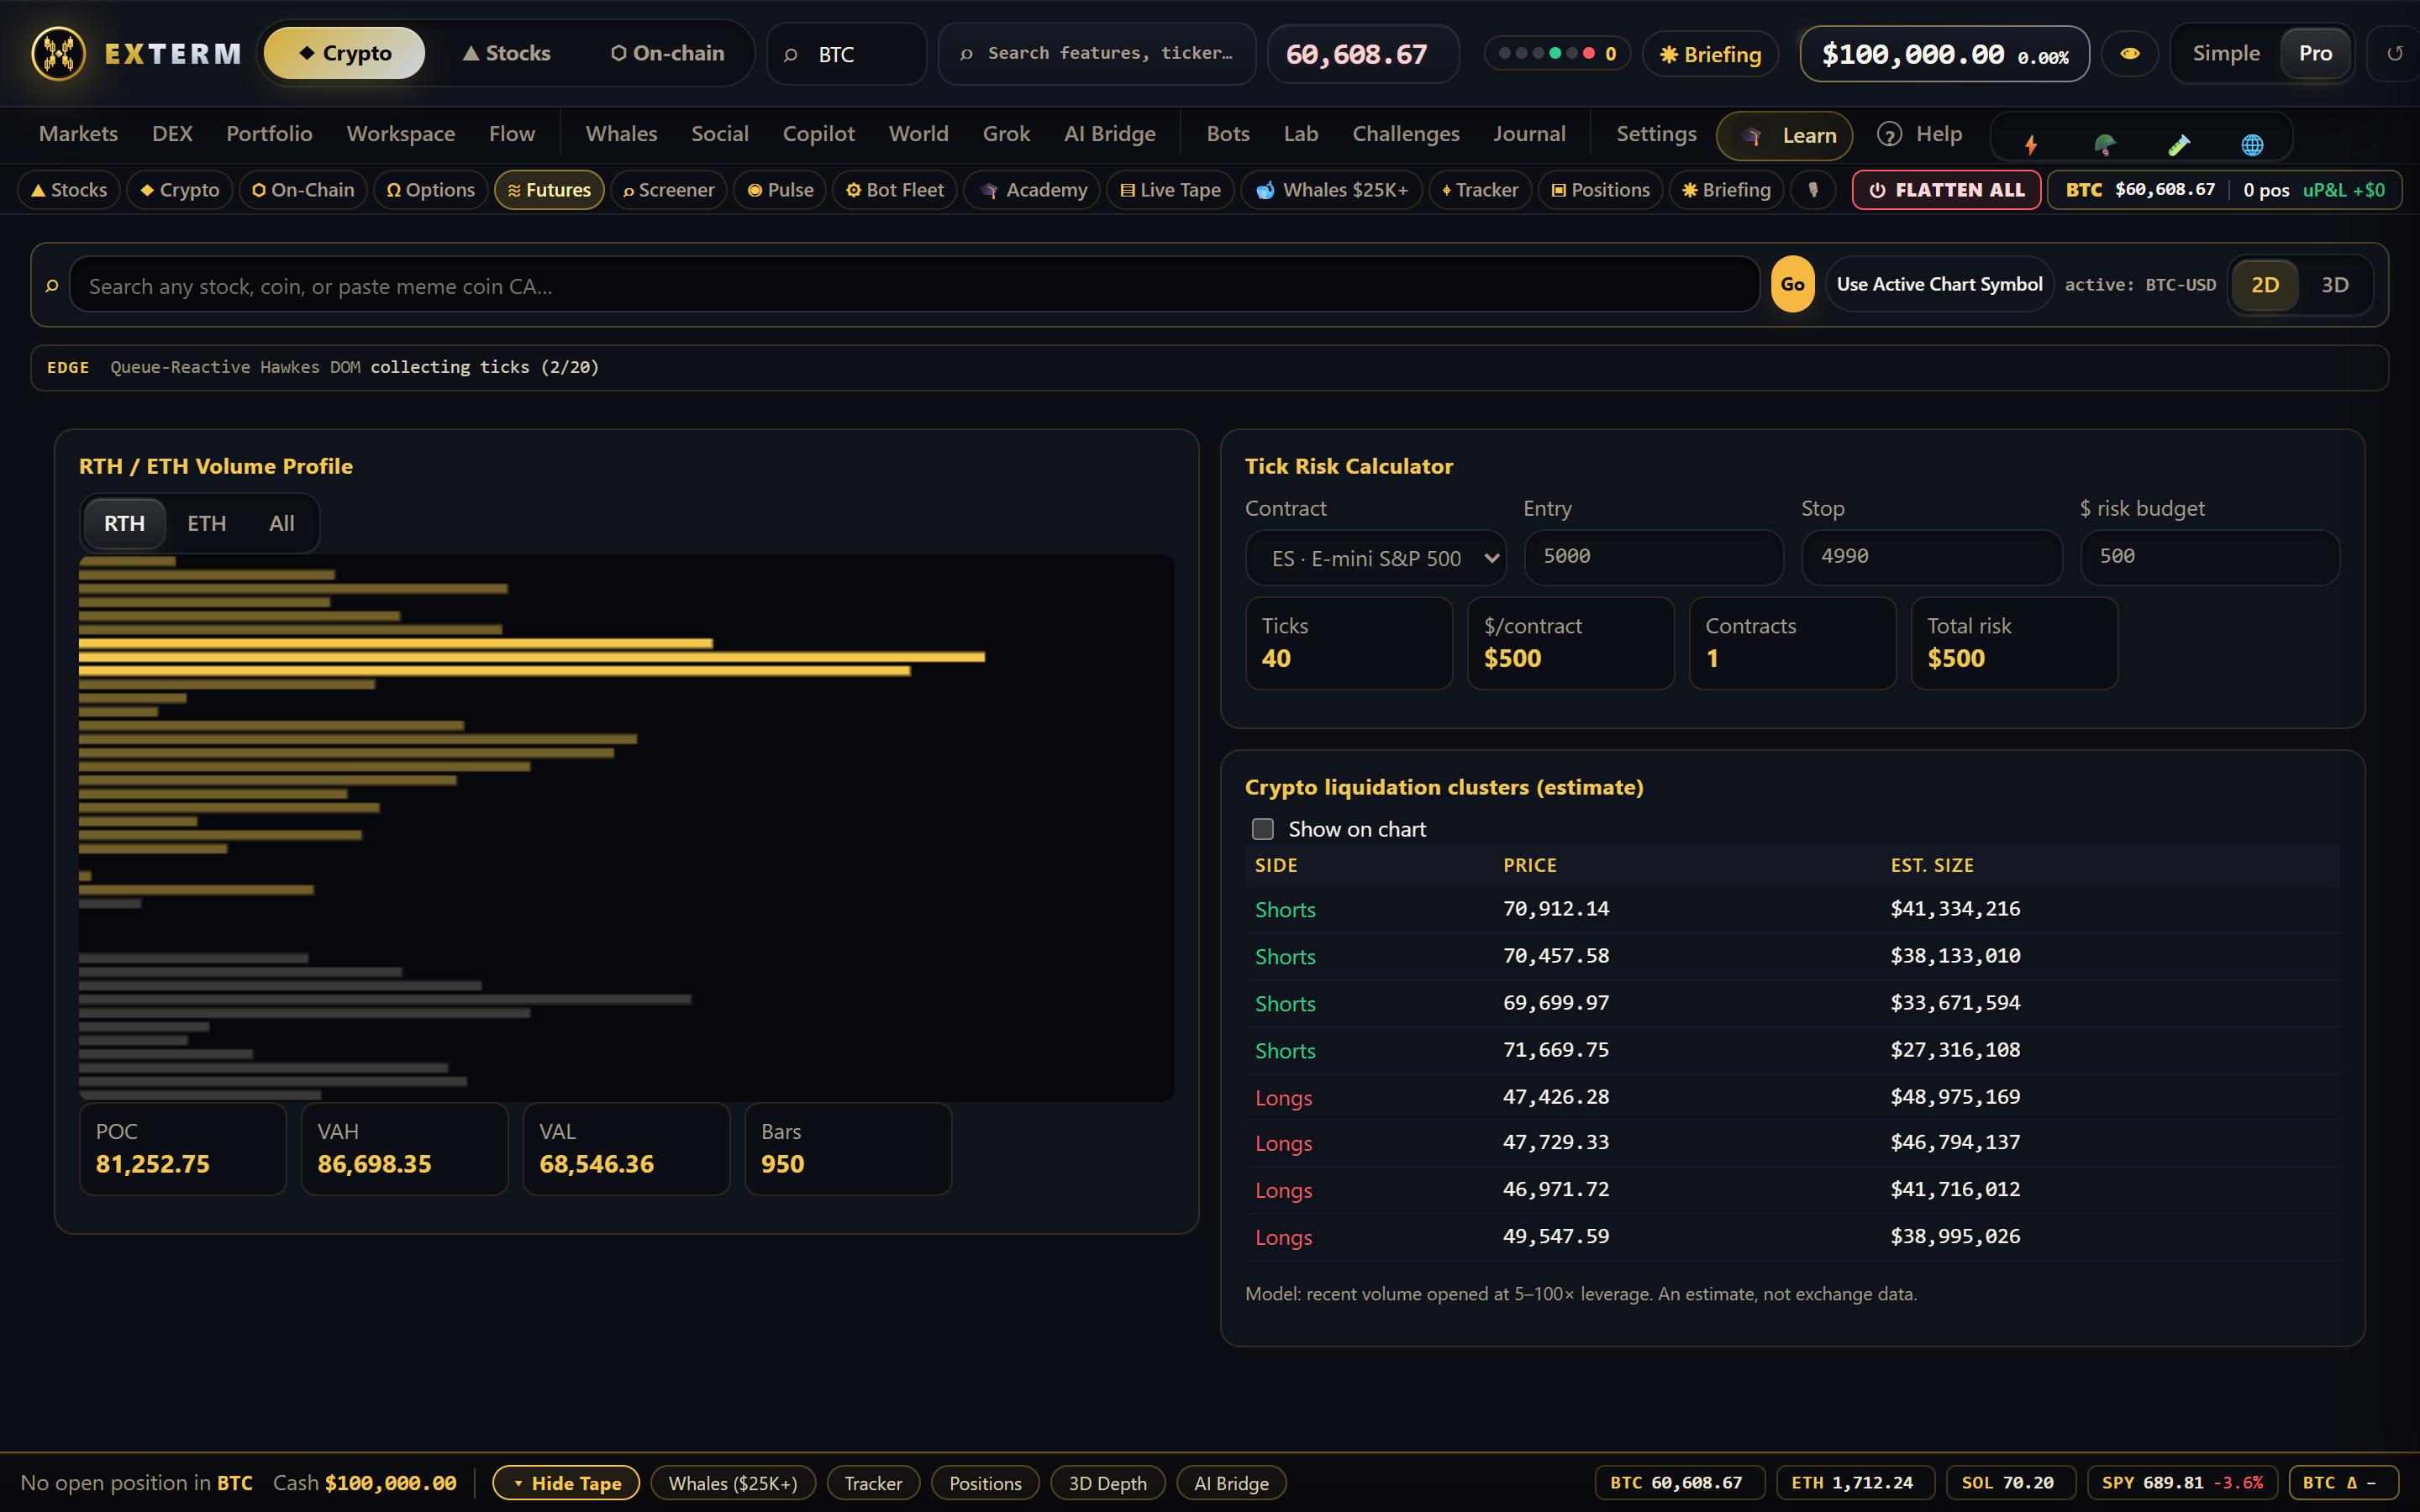 EXTERM
Crypto Stocks On-chain
BTC
Search features, ticker…
60,608.67
0
Briefing
$100,000.00 0.00%
Simple Pro
Markets DEX Portfolio Workspace Flow Whales Social Copilot World Grok AI Bridge Bots Lab Challenges Journal Settings Learn ? Help
Stocks Crypto On-Chain Ω Options Futures Screener Pulse Bot Fleet Academy Live Tape Whales $25K+ Tracker Positions Briefing FLATTEN ALL BTC $60,608.67 0 pos uP&L +$0
Search any stock, coin, or paste meme coin CA...
Go
Use Active Chart Symbol
active: BTC-USD
2D 3D
EDGE Queue-Reactive Hawkes DOM collecting ticks (2/20)
RTH / ETH Volume Profile
RTH ETH All
POC VAH VAL Bars
81,252.75 86,698.35 68,546.36 950
Tick Risk Calculator
Contract Entry Stop $ risk budget
ES · E-mini S&P 500 5000 4990 500
Ticks $/contract Contracts Total risk
40 $500 1 $500
Crypto liquidation clusters (estimate)
Show on chart
SIDE PRICE EST. SIZE
Shorts 70,912.14 $41,334,216
Shorts 70,457.58 $38,133,010
Shorts 69,699.97 $33,671,594
Shorts 71,669.75 $27,316,108
Longs 47,426.28 $48,975,169
Longs 47,729.33 $46,794,137
Longs 46,971.72 $41,716,012
Longs 49,547.59 $38,995,026
Model: recent volume opened at 5–100× leverage. An estimate, not exchange data.
No open position in BTC Cash $100,000.00 Hide Tape Whales ($25K+) Tracker Positions 3D Depth AI Bridge BTC 60,608.67 ETH 1,712.24 SOL 70.20 SPY 689.81 -3.6% BTC Δ –